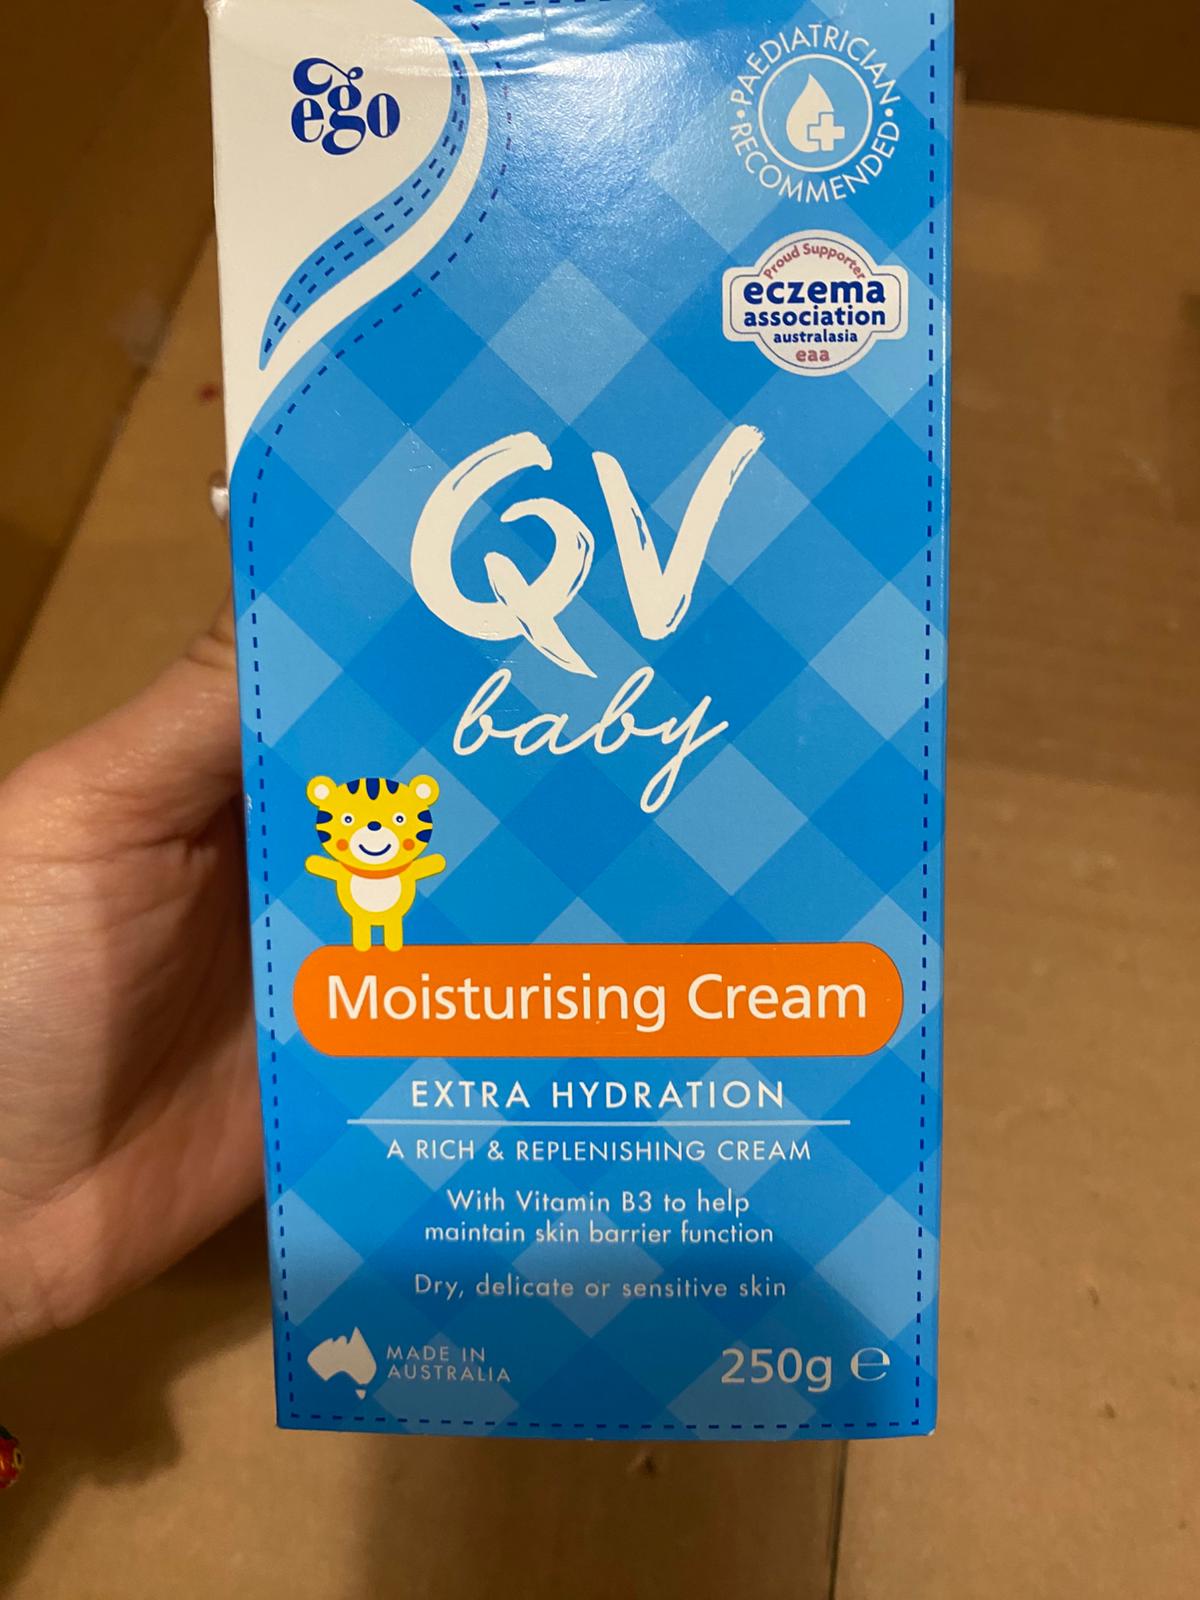 ego
• PAEDIATRICIAN •
RECOMMENDED
Proud Supporter
eczema
association
australasia
eaa
QV
baby
Moisturising Cream
EXTRA HYDRATION
A RICH & REPLENISHING CREAM
With Vitamin B3 to help
maintain skin barrier function
Dry, delicate or sensitive skin
MADE IN
AUSTRALIA
250g ℮